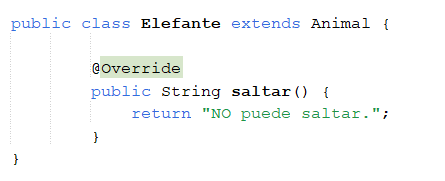 public class Elefante extends Animal {
@Override
public String saltar() {
return "NO puede saltar.";
}
}